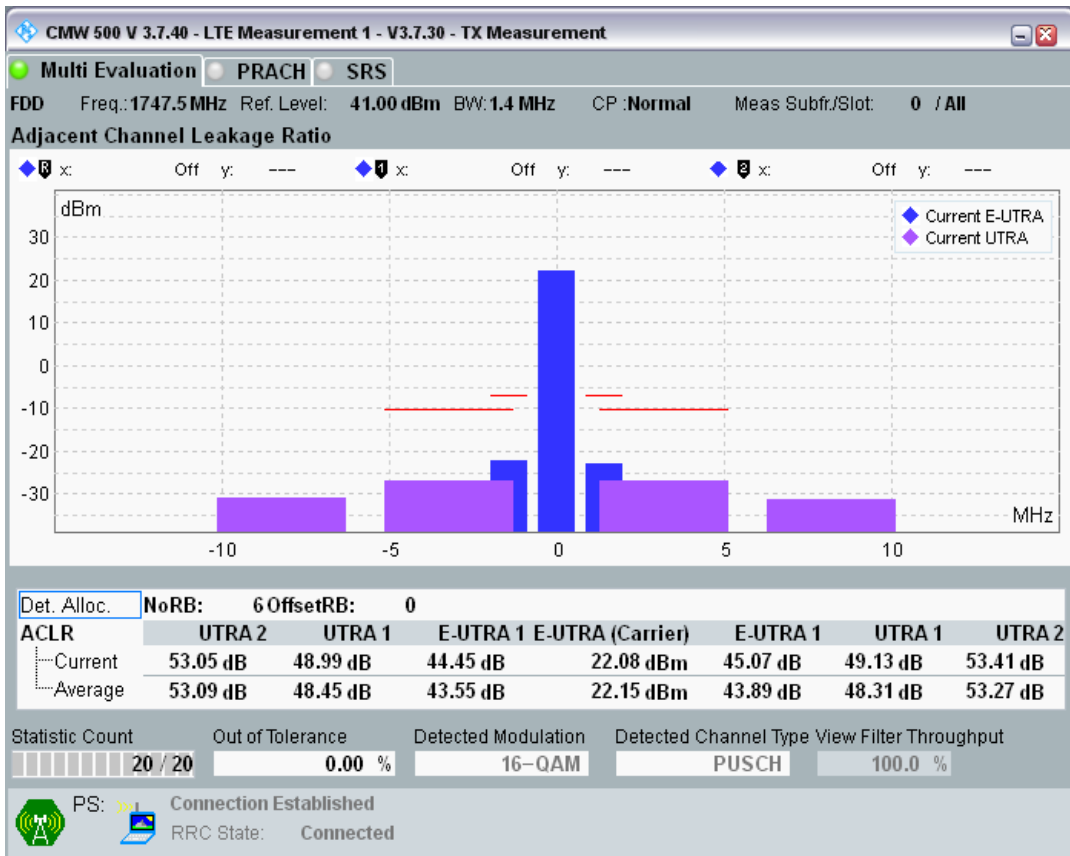 CMW 500 V 3.7.40 - LTE Measurement 1 - V3.7.30 - TX Measurement
Multi Evaluation PRACH SRS
FDD Freq.: 1747.5 MHz Ref. Level: 41.00 dBm BW: 1.4 MHz CP : Normal Meas Subfr./Slot: 0 / All
Adjacent Channel Leakage Ratio
R x: Off y: --- 1 x: Off y: --- 2 x: Off y: ---
dBm
Current E-UTRA
Current UTRA
30
20
10
0
-10
-20
-30
MHz
-10 -5 0 5 10
Det. Alloc. NoRB: 6 OffsetRB: 0
ACLR UTRA 2 UTRA 1 E-UTRA 1 E-UTRA (Carrier) E-UTRA 1 UTRA 1 UTRA 2
Current 53.05 dB 48.99 dB 44.45 dB 22.08 dBm 45.07 dB 49.13 dB 53.41 dB
Average 53.09 dB 48.45 dB 43.55 dB 22.15 dBm 43.89 dB 48.31 dB 53.27 dB
Statistic Count Out of Tolerance Detected Modulation Detected Channel Type View Filter Throughput
20 / 20 0.00 % 16-QAM PUSCH 100.0 %
PS: Connection Established
RRC State: Connected